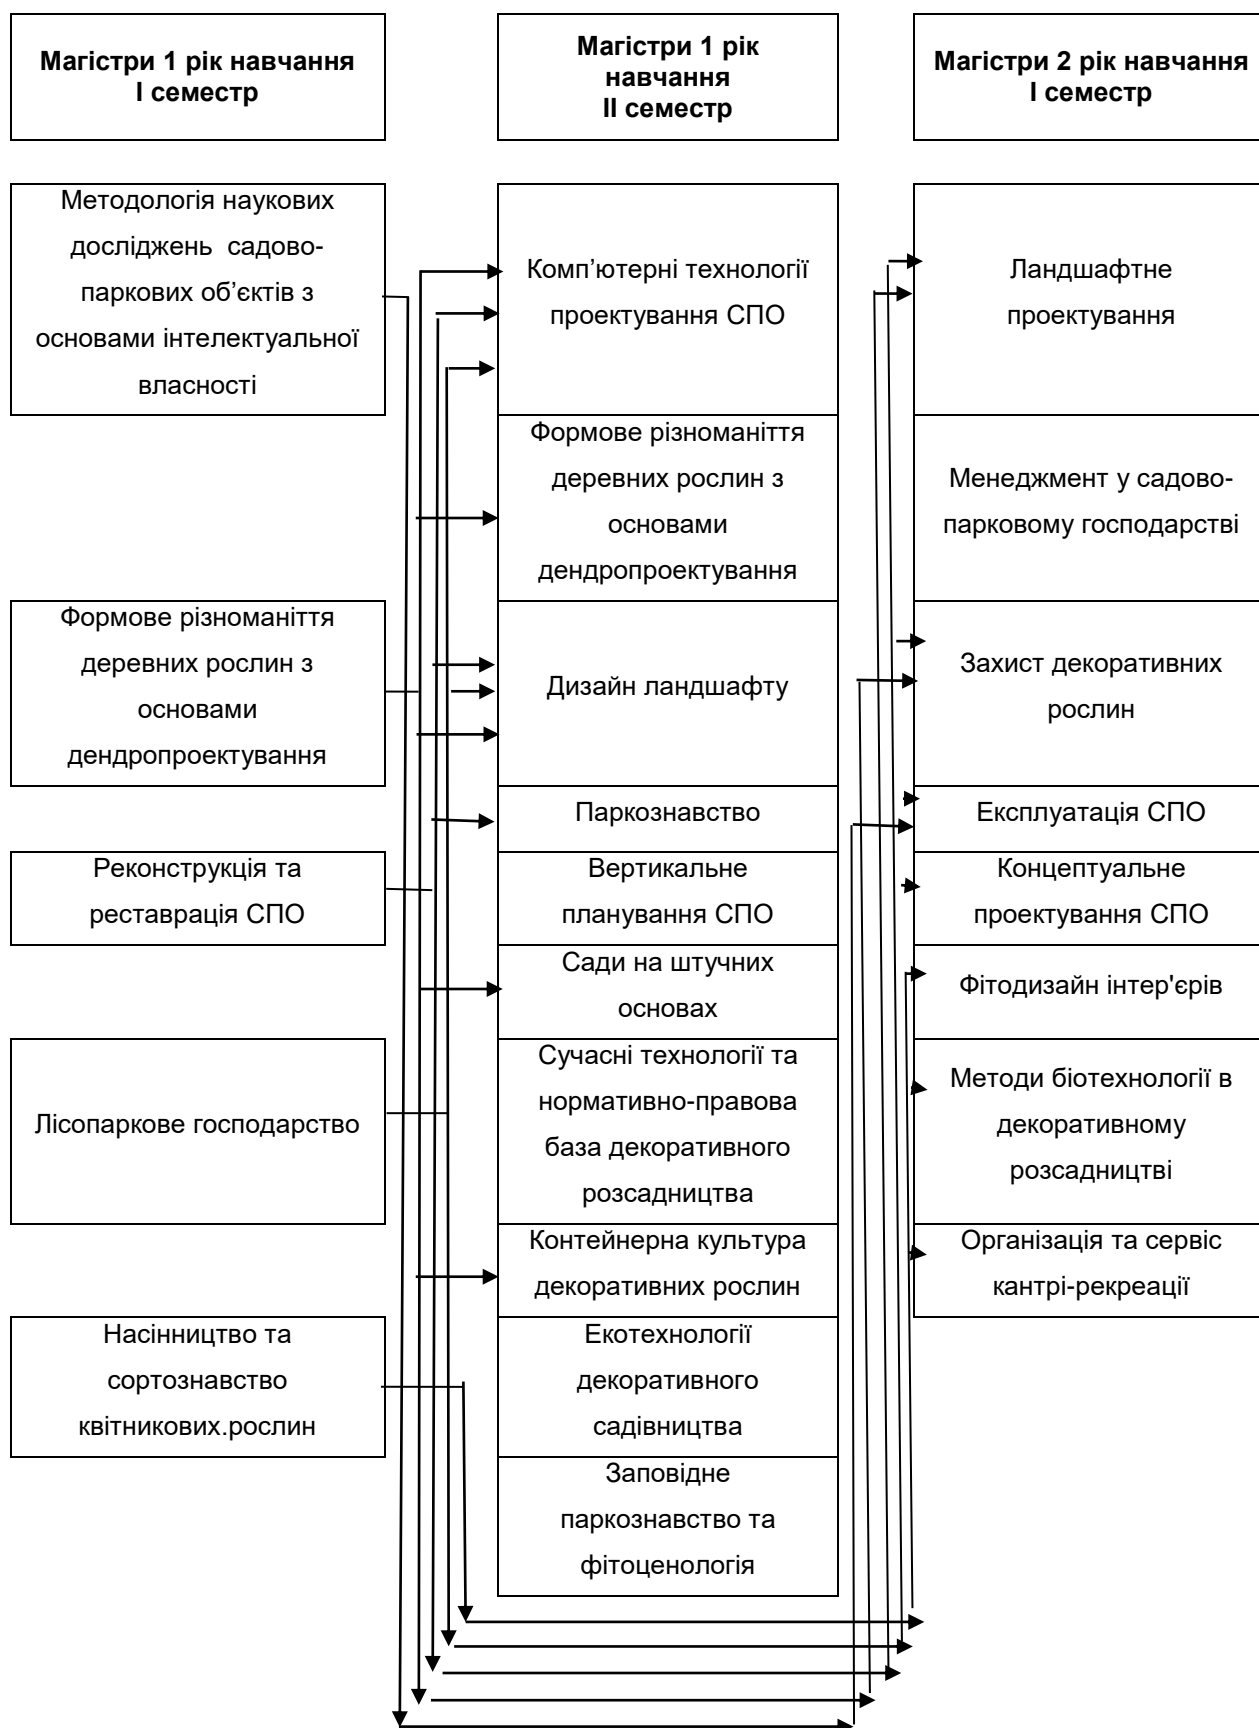 Магістри 1 рік навчання
І семестр
Магістри 1 рік
навчання
ІІ семестр
Магістри 2 рік навчання
І семестр
Методологія наукових
досліджень  садово-
паркових об’єктів з
основами інтелектуальної
власності
Формове різноманіття
деревних рослин з
основами
дендропроектування
Реконструкція та
реставрація СПО
Лісопаркове господарство
Насінництво та
сортознавство
квітникових.рослин
Комп’ютерні технології
проектування СПО
Формове різноманіття
деревних рослин з
основами
дендропроектування
Дизайн ландшафту
Паркознавство
Вертикальне
планування СПО
Сади на штучних
основах
Сучасні технології та
нормативно-правова
база декоративного
розсадництва
Контейнерна культура
декоративних рослин
Екотехнології
декоративного
садівництва
Заповідне
паркознавство та
фітоценологія
Ландшафтне
проектування
Менеджмент у садово-
парковому господарстві
Захист декоративних
рослин
Експлуатація СПО
Концептуальне
проектування СПО
Фітодизайн інтер'єрів
Методи біотехнології в
декоративному
розсадництві
Організація та сервіс
кантрі-рекреації